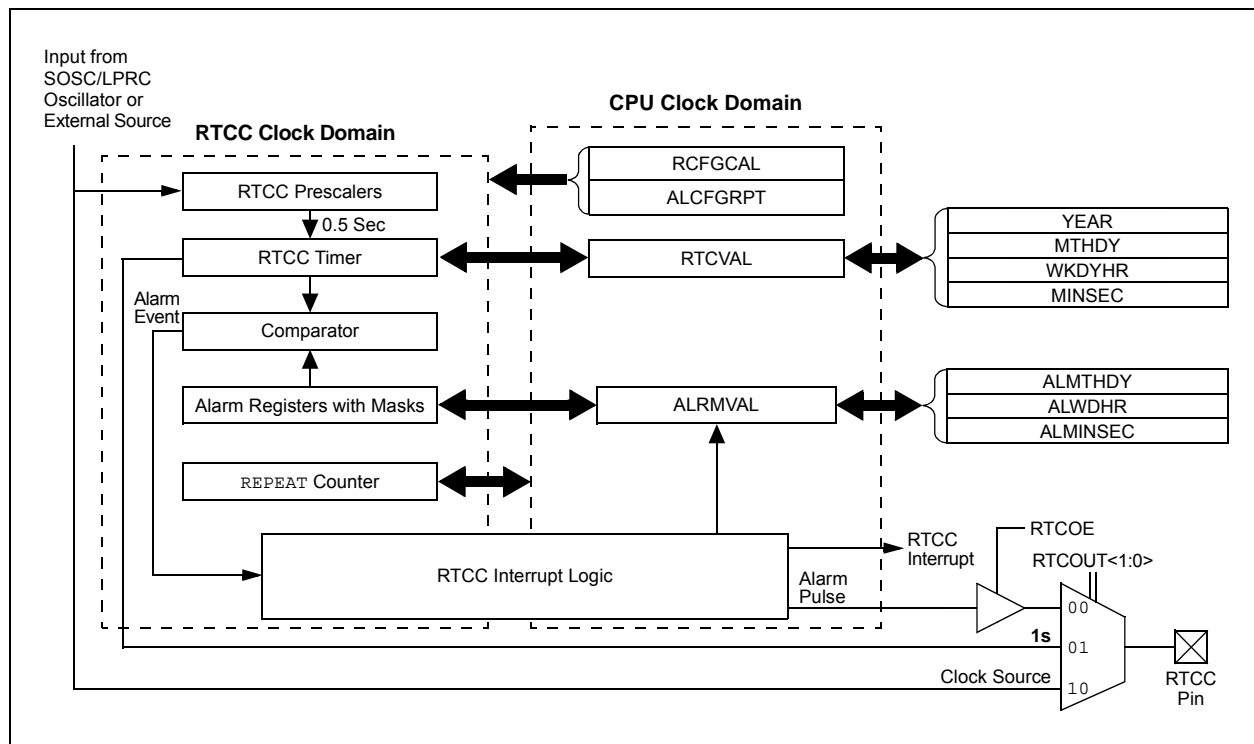 Input from
SOSC/LPRC
Oscillator or
External Source
RTCC Clock Domain
CPU Clock Domain
RTCC Prescalers
0.5 Sec
RTCC Timer
Alarm
Event
Comparator
Alarm Registers with Masks
REPEAT Counter
RCFGCAL
ALCFGRPT
RTCVAL
YEAR
MTHDY
WKDYHR
MINSEC
ALRMVAL
ALMTHDY
ALWDHR
ALMINSEC
RTCC Interrupt Logic
RTCC
Interrupt
Alarm
Pulse
RTCOE
RTCOUT<1:0>
00
1s
01
Clock Source
10
RTCC
Pin